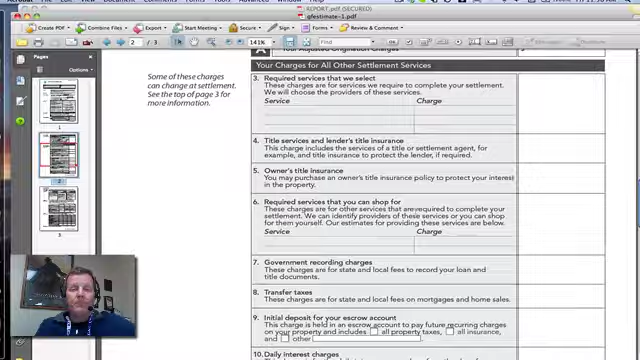 REPORT.pdf (SECURED)
gfestimate-1.pdf
Create PDF
Combine Files
Export
Start Meeting
Secure
Sign
Forms
Review & Comment
2 / 3
141%
Find
Pages
Options
1
2
3
Your Adjusted Origination Charges
Some of these charges
can change at settlement.
See the top of page 3 for
more information.
Your Charges for All Other Settlement Services
3. Required services that we select
These charges are for services we require to complete your settlement.
We will choose the providers of these services.
Service Charge
4. Title services and lender's title insurance
This charge includes the services of a title or settlement agent, for
example, and title insurance to protect the lender, if required.
5. Owner's title insurance
You may purchase an owner's title insurance policy to protect your interest
in the property.
6. Required services that you can shop for
These charges are for other services that are required to complete your
settlement. We can identify providers of these services or you can shop
for them yourself. Our estimates for providing these services are below.
Service Charge
7. Government recording charges
These charges are for state and local fees to record your loan and
title documents.
8. Transfer taxes
These charges are for state and local fees on mortgages and home sales.
9. Initial deposit for your escrow account
This charge is held in an escrow account to pay future recurring charges
on your property and includes all property taxes, all insurance,
and other
10. Daily interest charges